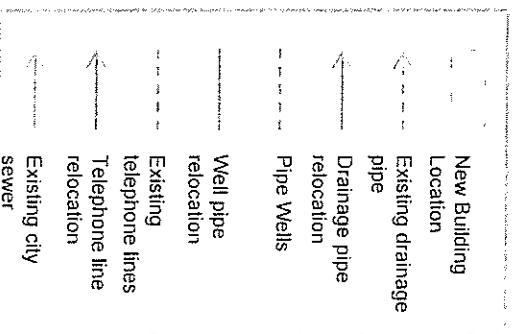 New Building
Location
Existing drainage
pipe
Drainage pipe
relocation
Pipe Wells
Well pipe
relocation
Existing
telephone lines
Telephone line
relocation
Existing city
sewer